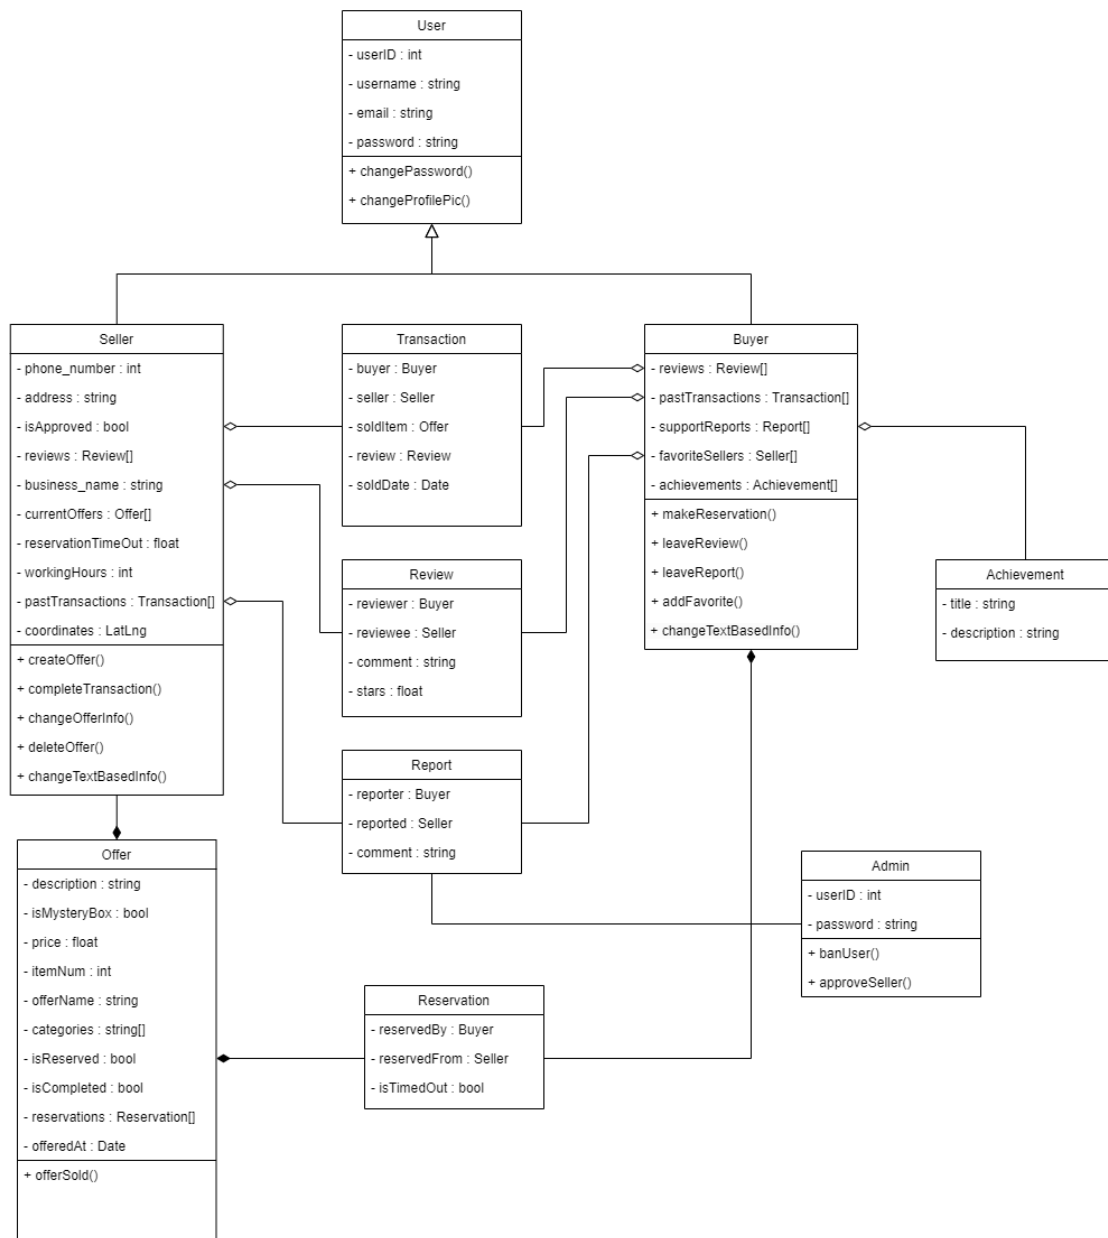 User
- userID : int
- username : string
- email : string
- password : string
+ changePassword()
+ changeProfilePic()
Seller
- phone_number : int
- address : string
- isApproved : bool
- reviews : Review[]
- business_name : string
- currentOffers : Offer[]
- reservationTimeOut : float
- workingHours : int
- pastTransactions : Transaction[]
- coordinates : LatLng
+ createOffer()
+ completeTransaction()
+ changeOfferInfo()
+ deleteOffer()
+ changeTextBasedInfo()
Transaction
- buyer : Buyer
- seller : Seller
- soldItem : Offer
- review : Review
- soldDate : Date
Buyer
- reviews : Review[]
- pastTransactions : Transaction[]
- supportReports : Report[]
- favoriteSellers : Seller[]
- achievements : Achievement[]
+ makeReservation()
+ leaveReview()
+ leaveReport()
+ addFavorite()
+ changeTextBasedInfo()
Review
- reviewer : Buyer
- reviewee : Seller
- comment : string
- stars : float
Achievement
- title : string
- description : string
Report
- reporter : Buyer
- reported : Seller
- comment : string
Offer
- description : string
- isMysteryBox : bool
- price : float
- itemNum : int
- offerName : string
- categories : string[]
- isReserved : bool
- isCompleted : bool
- reservations : Reservation[]
- offeredAt : Date
+ offerSold()
Admin
- userID : int
- password : string
+ banUser()
+ approveSeller()
Reservation
- reservedBy : Buyer
- reservedFrom : Seller
- isTimedOut : bool